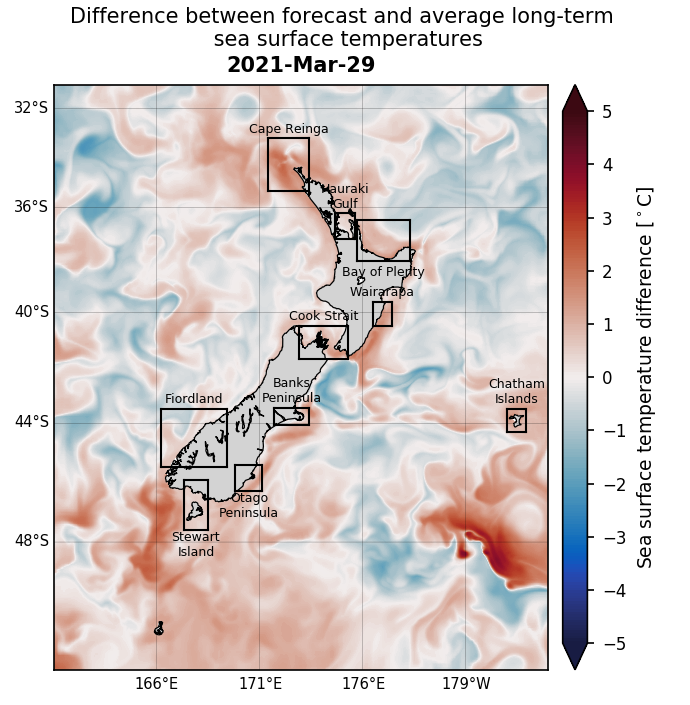 Difference between forecast and average long-term
sea surface temperatures
2021-Mar-29
32°S
36°S
40°S
44°S
48°S
166°E
171°E
176°E
179°W
Cape Reinga
Hauraki
Gulf
Bay of Plenty
Wairarapa
Cook Strait
Banks
Peninsula
Fiordland
Chatham
Islands
Otago
Peninsula
Stewart
Island
5
4
3
2
1
0
−1
−2
−3
−4
−5
Sea surface temperature difference [°C]